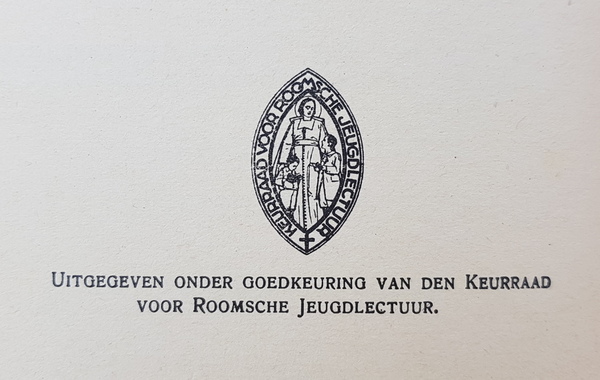 KEURRAAD VOOR ROOMSCHE JEUGDLECTUUR
UITGEGEVEN ONDER GOEDKEURING VAN DEN KEURRAAD
VOOR ROOMSCHE JEUGDLECTUUR.